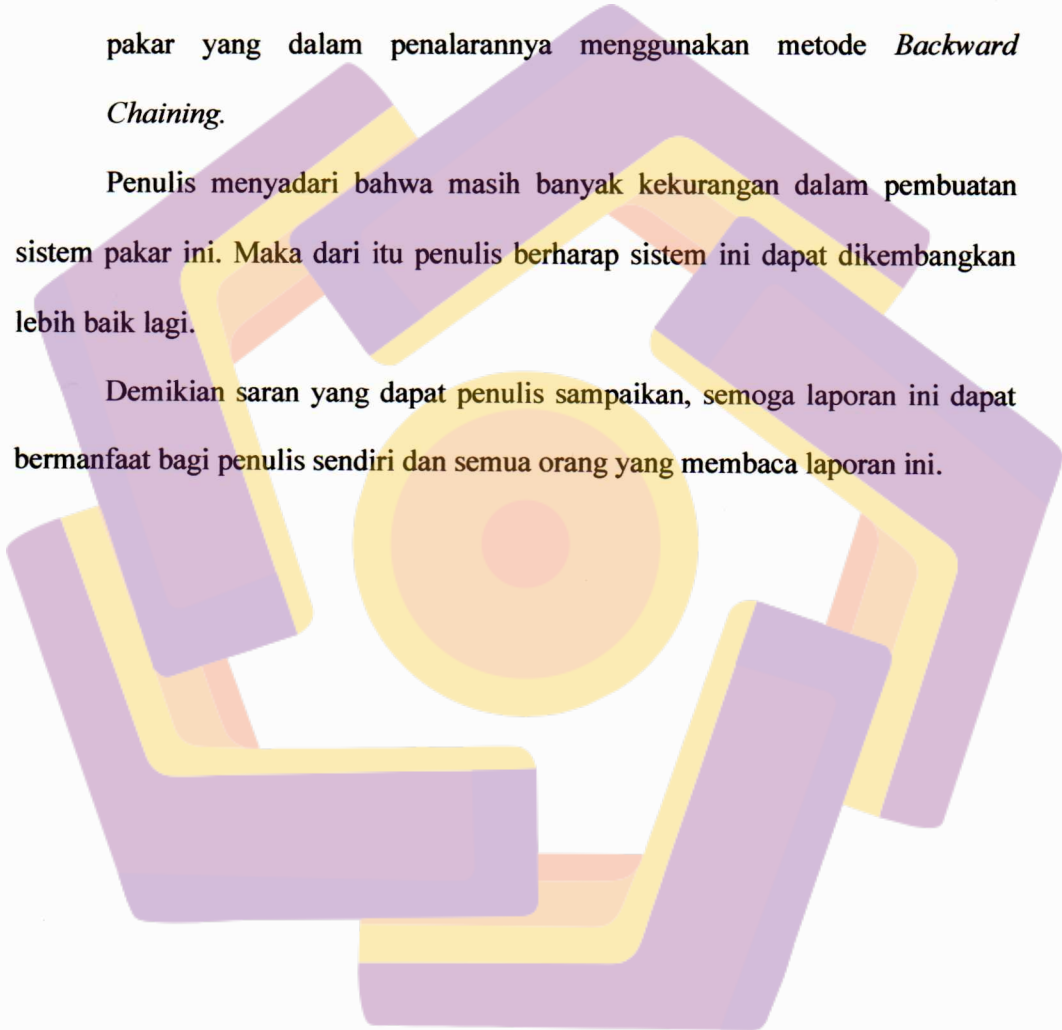 pakar yang dalam penalarannya menggunakan metode Backward
Chaining.
Penulis menyadari bahwa masih banyak kekurangan dalam pembuatan
sistem pakar ini. Maka dari itu penulis berharap sistem ini dapat dikembangkan
lebih baik lagi.
Demikian saran yang dapat penulis sampaikan, semoga laporan ini dapat
bermanfaat bagi penulis sendiri dan semua orang yang membaca laporan ini.